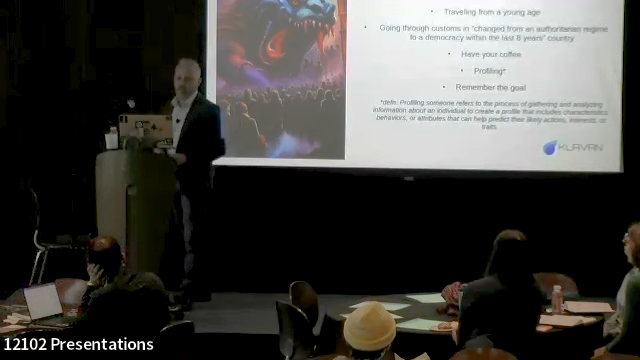 • Traveling from a young age
• Going through customs in "changed from an authoritarian regime
to a democracy within the last 8 years" country
• Have your coffee
• Profiling*
• Remember the goal
*defn: Profiling someone refers to the process of gathering and analyzing
information about an individual to create a profile that includes characteristics,
behaviors, or attributes that can help predict their likely actions, interests, or
traits.
KLAVAN
12102 Presentations